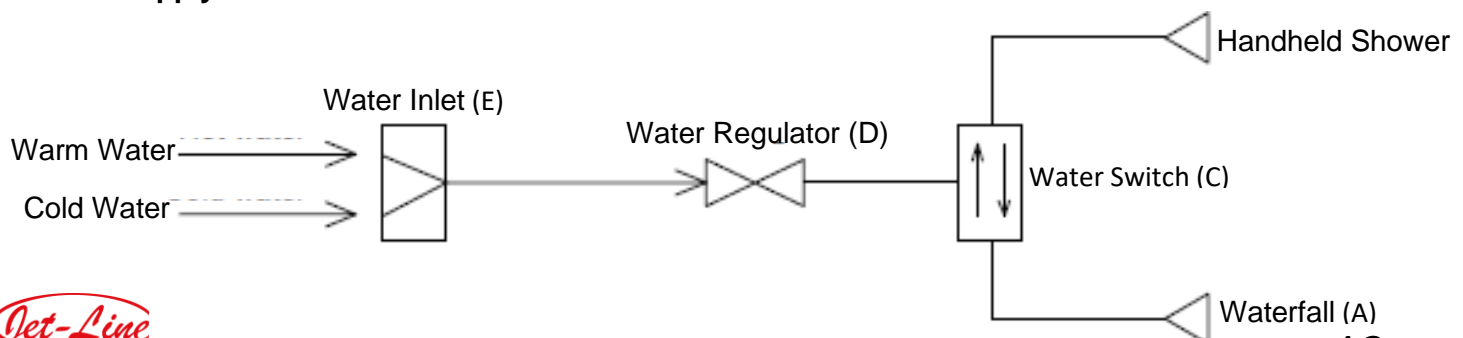 Handheld Shower
Water Inlet (E)
Water Regulator (D)
Warm Water
Water Switch (C)
Cold Water
Waterfall (A)
Jet-Line